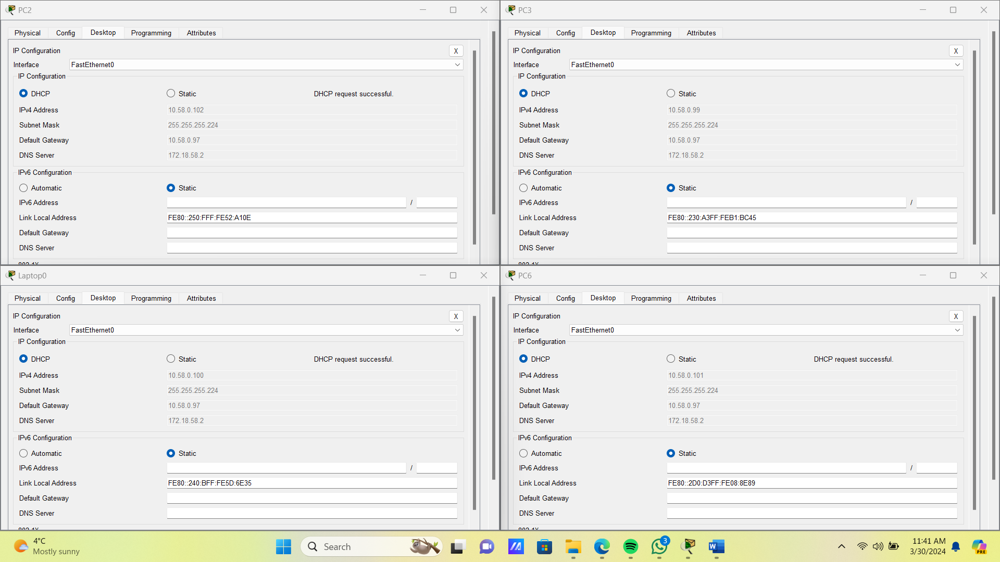 PC2
Physical Config Desktop Programming Attributes
IP Configuration X
Interface FastEthernet0
IP Configuration
DHCP Static DHCP request successful.
IPv4 Address 10.58.0.102
Subnet Mask 255.255.255.224
Default Gateway 10.58.0.97
DNS Server 172.18.58.2
IPv6 Configuration
Automatic Static
IPv6 Address /
Link Local Address FE80::250:FFF:FE52:A10E
Default Gateway
DNS Server
802.1X
PC3
Physical Config Desktop Programming Attributes
IP Configuration X
Interface FastEthernet0
IP Configuration
DHCP Static
IPv4 Address 10.58.0.99
Subnet Mask 255.255.255.224
Default Gateway 10.58.0.97
DNS Server 172.18.58.2
IPv6 Configuration
Automatic Static
IPv6 Address /
Link Local Address FE80::230:A3FF:FEB1:BC45
Default Gateway
DNS Server
802.1X
Laptop0
Physical Config Desktop Programming Attributes
IP Configuration X
Interface FastEthernet0
IP Configuration
DHCP Static DHCP request successful.
IPv4 Address 10.58.0.100
Subnet Mask 255.255.255.224
Default Gateway 10.58.0.97
DNS Server 172.18.58.2
IPv6 Configuration
Automatic Static
IPv6 Address /
Link Local Address FE80::240:BFF:FE5D:6E35
Default Gateway
DNS Server
802.1X
PC6
Physical Config Desktop Programming Attributes
IP Configuration X
Interface FastEthernet0
IP Configuration
DHCP Static DHCP request successful.
IPv4 Address 10.58.0.101
Subnet Mask 255.255.255.224
Default Gateway 10.58.0.97
DNS Server 172.18.58.2
IPv6 Configuration
Automatic Static
IPv6 Address /
Link Local Address FE80::2D0:D3FF:FE08:8E89
Default Gateway
DNS Server
802.1X
4°C
Mostly sunny
Search
3
W
11:41 AM
3/30/2024
PRE